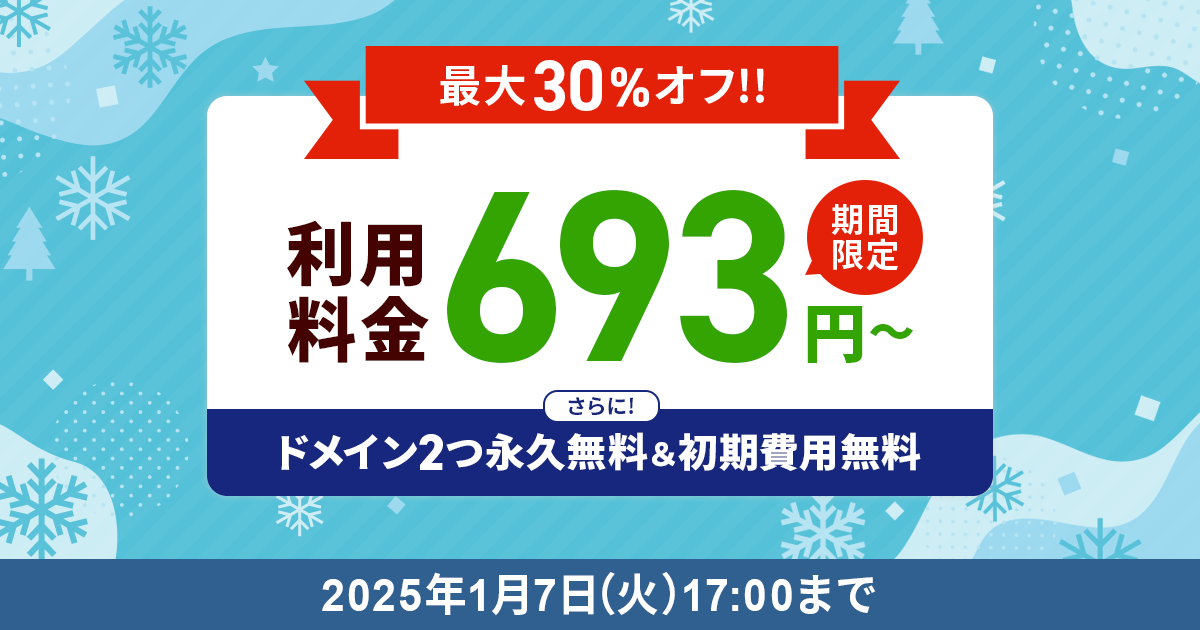 最大30%オフ!!
利用
料金
693
期間
限定
円〜
さらに!
ドメイン2つ永久無料&初期費用無料
2025年1月7日(火)17:00まで